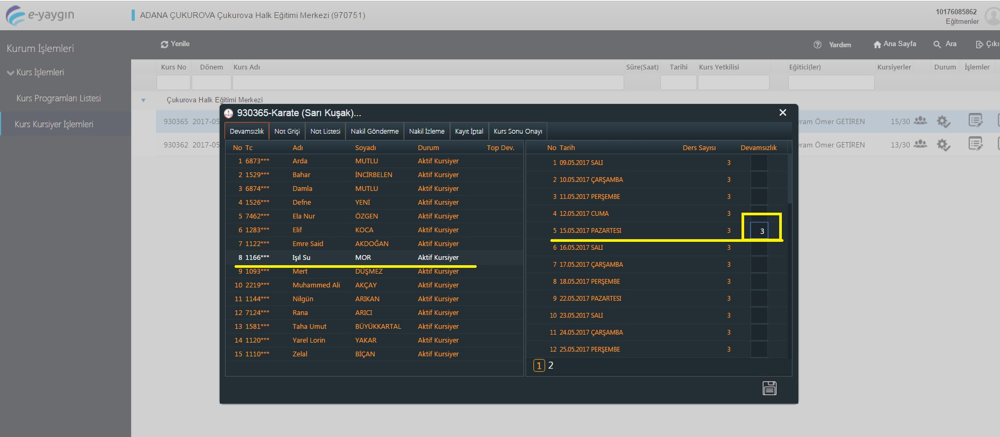 e-yaygın
ADANA ÇUKUROVA Çukurova Halk Eğitimi Merkezi (970751)
10176085862
Eğitmenler
Kurum İşlemleri
Kurs İşlemleri
Kurs Programları Listesi
Kurs Kursiyer İşlemleri
Yenile
Yardım Ana Sayfa Ara Çıkı
Kurs No Dönem Kurs Adı Süre(Saat) Tarihi Kurs Yetkilisi Eğitici(ler) Kursiyerler Durum İşlemler
Çukurova Halk Eğitimi Merkezi
930365 2017-05 yram Ömer GETİREN 15/30
930362 2017-05 yram Ömer GETİREN 13/30
930365-Karate (Sarı Kuşak)...
Devamsızlık Not Grişi Not Listesi Nakil Gönderme Nakil İzleme Kayıt İptal Kurs Sonu Onayı
No Tc Adı Soyadı Durum Top Dev.
1 6873*** Arda MUTLU Aktif Kursiyer
2 1529*** Bahar İNCİRBELEN Aktif Kursiyer
3 6874*** Damla MUTLU Aktif Kursiyer
4 1526*** Defne YENİ Aktif Kursiyer
5 7462*** Ela Nur ÖZGEN Aktif Kursiyer
6 1283*** Elif KOCA Aktif Kursiyer
7 1122*** Emre Said AKDOĞAN Aktif Kursiyer
8 1166*** Işıl Su MOR Aktif Kursiyer
9 1093*** Mert DÜŞMEZ Aktif Kursiyer
10 2219*** Muhammed Ali AKÇAY Aktif Kursiyer
11 1144*** Nilgün ARIKAN Aktif Kursiyer
12 7124*** Rana ARICI Aktif Kursiyer
13 1581*** Taha Umut BÜYÜKKARTAL Aktif Kursiyer
14 1120*** Yarel Lorin YAKAR Aktif Kursiyer
15 1110*** Zelal BİÇAN Aktif Kursiyer
No Tarih Ders Sayısı Devamsızlık
1 09.05.2017 SALI 3
2 10.05.2017 ÇARŞAMBA 3
3 11.05.2017 PERŞEMBE 3
4 12.05.2017 CUMA 3
5 15.05.2017 PAZARTESI 3 3
6 16.05.2017 SALI 3
7 17.05.2017 ÇARŞAMBA 3
8 18.05.2017 PERŞEMBE 3
9 22.05.2017 PAZARTESI 3
10 23.05.2017 SALI 3
11 24.05.2017 ÇARŞAMBA 3
12 25.05.2017 PERŞEMBE 3
1 2